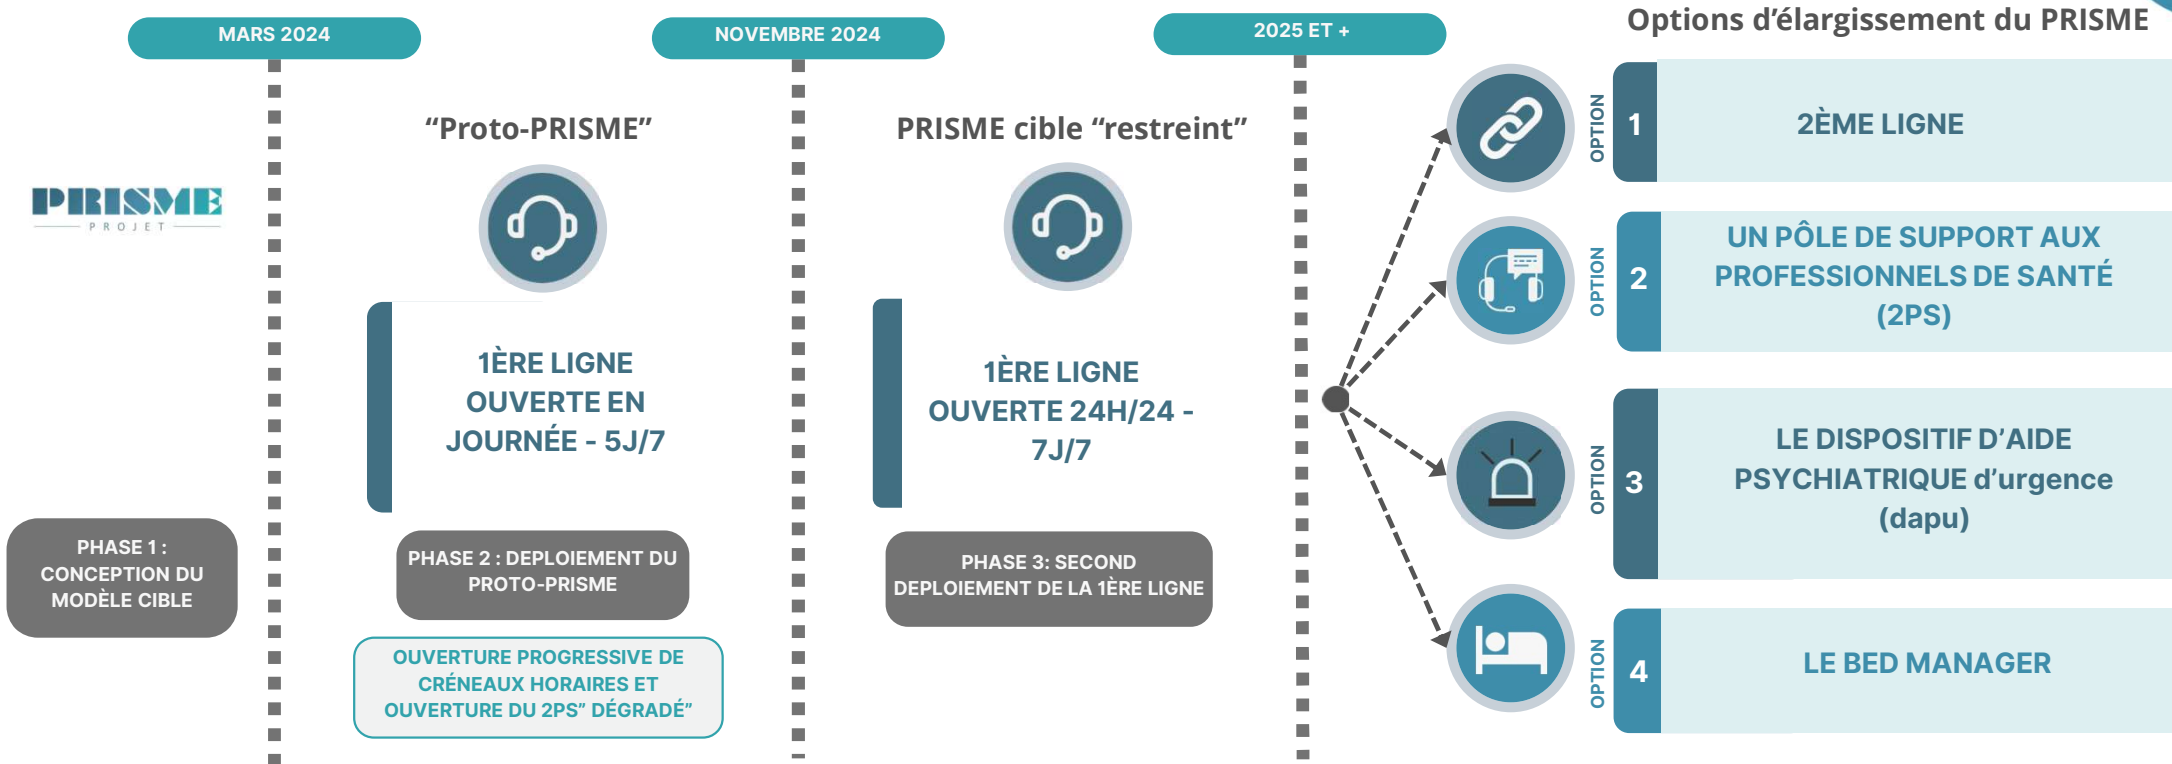 MARS 2024
NOVEMBRE 2024
2025 ET +
PRISME
PROJET
PHASE 1 :
CONCEPTION DU
MODÈLE CIBLE
“Proto-PRISME”
1ÈRE LIGNE
OUVERTE EN
JOURNÉE - 5J/7
PHASE 2 : DEPLOIEMENT DU
PROTO-PRISME
OUVERTURE PROGRESSIVE DE
CRÉNEAUX HORAIRES ET
OUVERTURE DU 2PS” DÉGRADÉ”
PRISME cible “restreint”
1ÈRE LIGNE
OUVERTE 24H/24 -
7J/7
PHASE 3: SECOND
DEPLOIEMENT DE LA 1ÈRE LIGNE
Options d’élargissement du PRISME
OPTION
1
2ÈME LIGNE
OPTION
2
UN PÔLE DE SUPPORT AUX
PROFESSIONNELS DE SANTÉ
(2PS)
OPTION
3
LE DISPOSITIF D’AIDE
PSYCHIATRIQUE d’urgence
(dapu)
OPTION
4
LE BED MANAGER